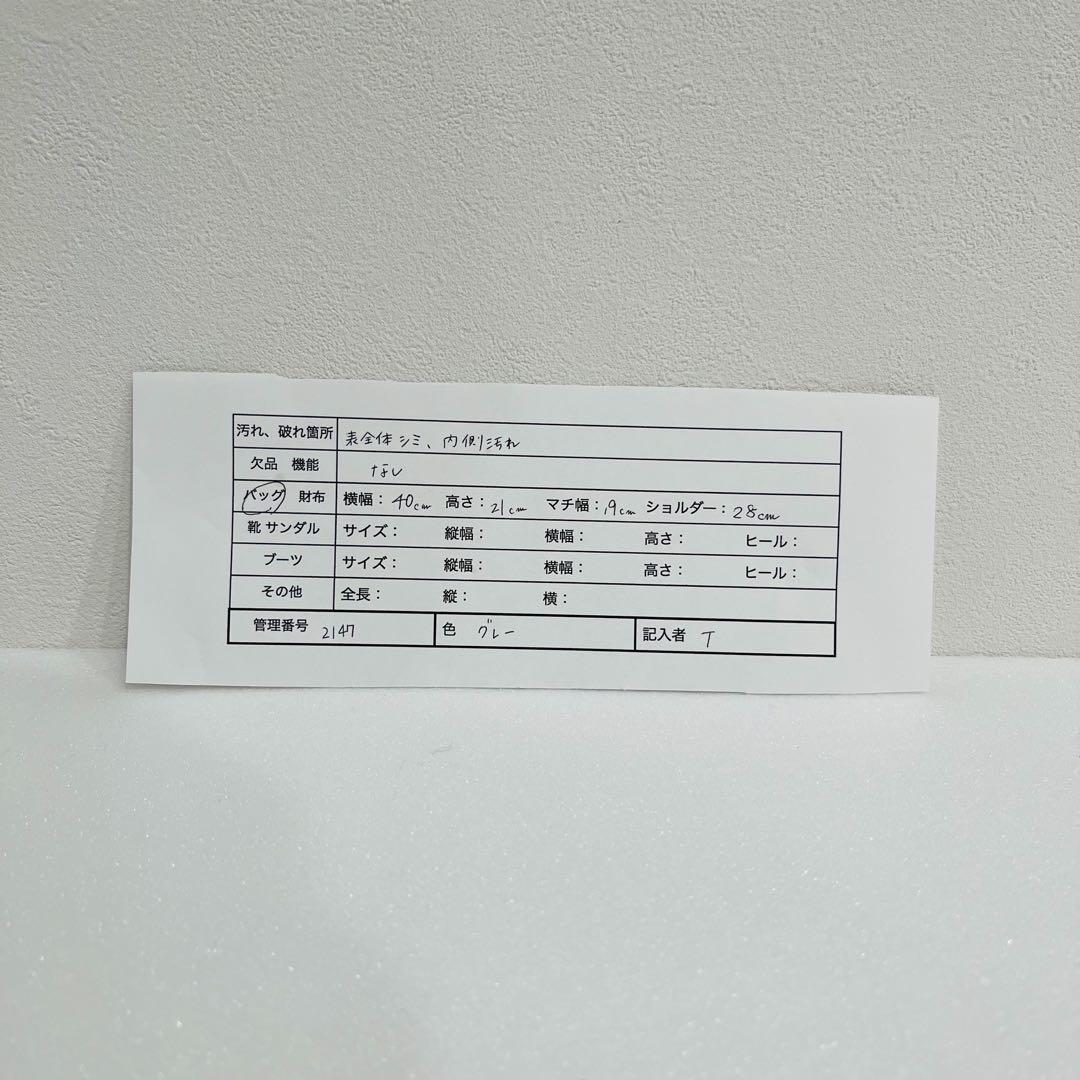 汚れ、破れ箇所 表全体シミ、内側汚れ
欠品 機能 なし
バッグ 財布 横幅：40cm 高さ：21cm マチ幅：19cm ショルダー：28cm
靴 サンダル サイズ： 縦幅： 横幅： 高さ： ヒール：
ブーツ サイズ： 縦幅： 横幅： 高さ： ヒール：
その他 全長： 縦： 横：
管理番号 2147 色 グレー 記入者 T